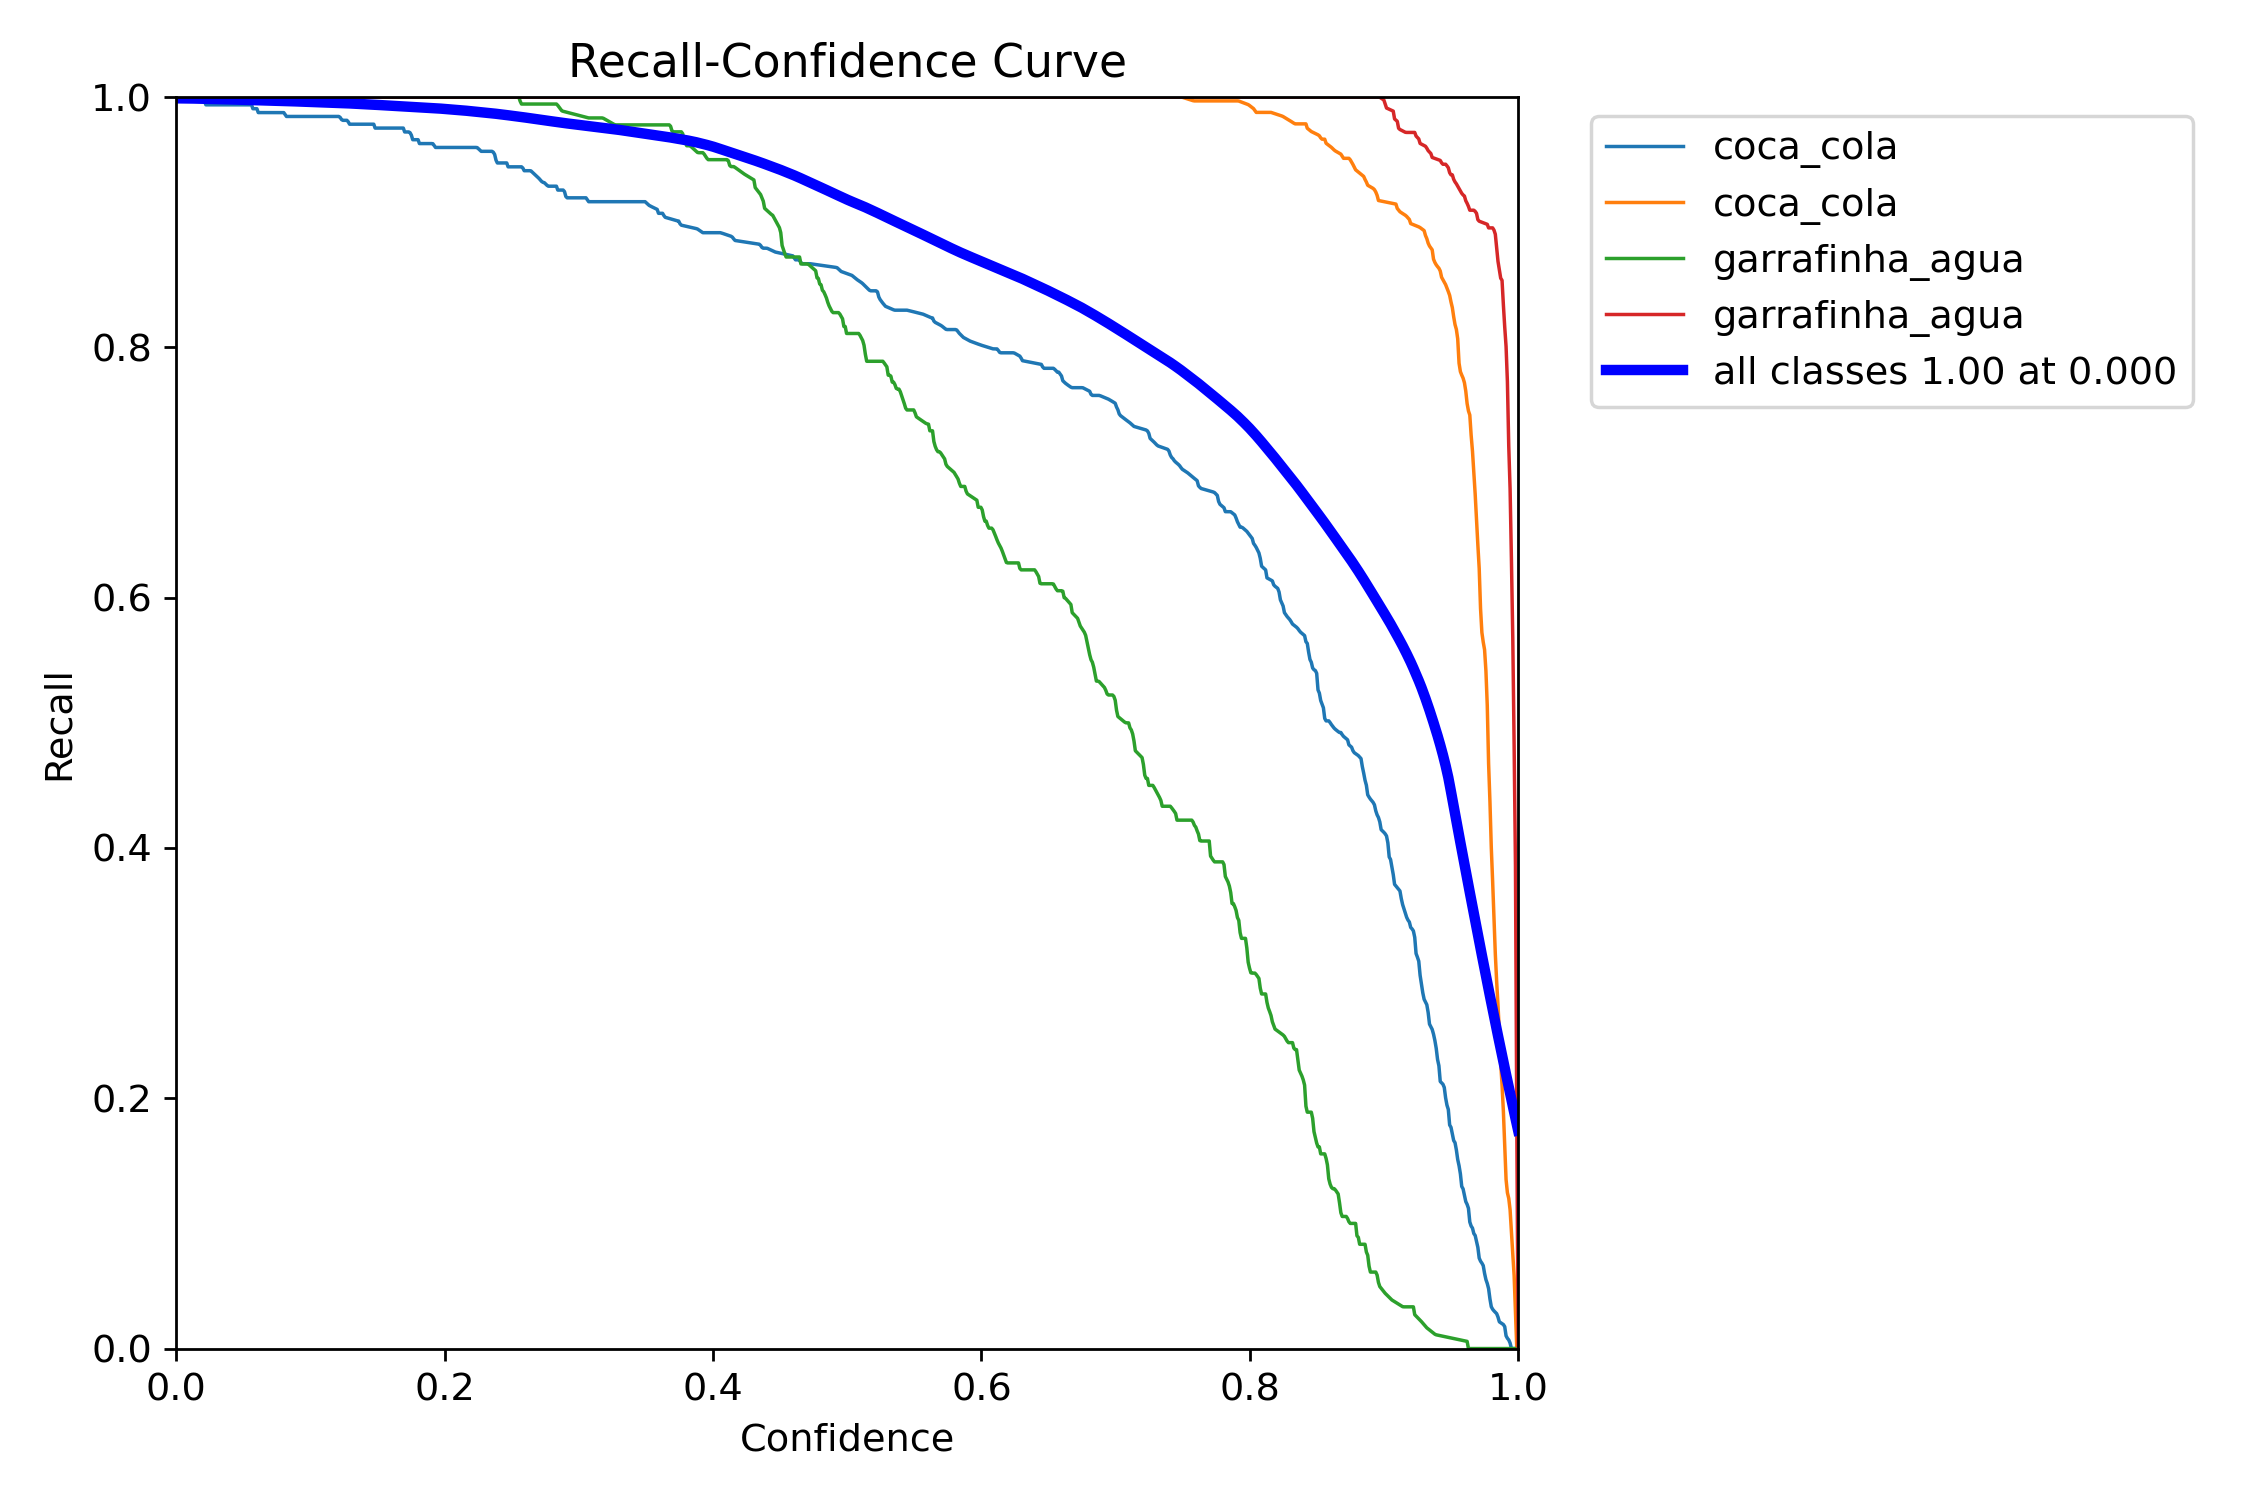 Recall-Confidence Curve
1.0
0.8
0.6
0.4
0.2
0.0
Recall
0.0 0.2 0.4 0.6 0.8 1.0
Confidence
coca_cola
coca_cola
garrafinha_agua
garrafinha_agua
all classes 1.00 at 0.000